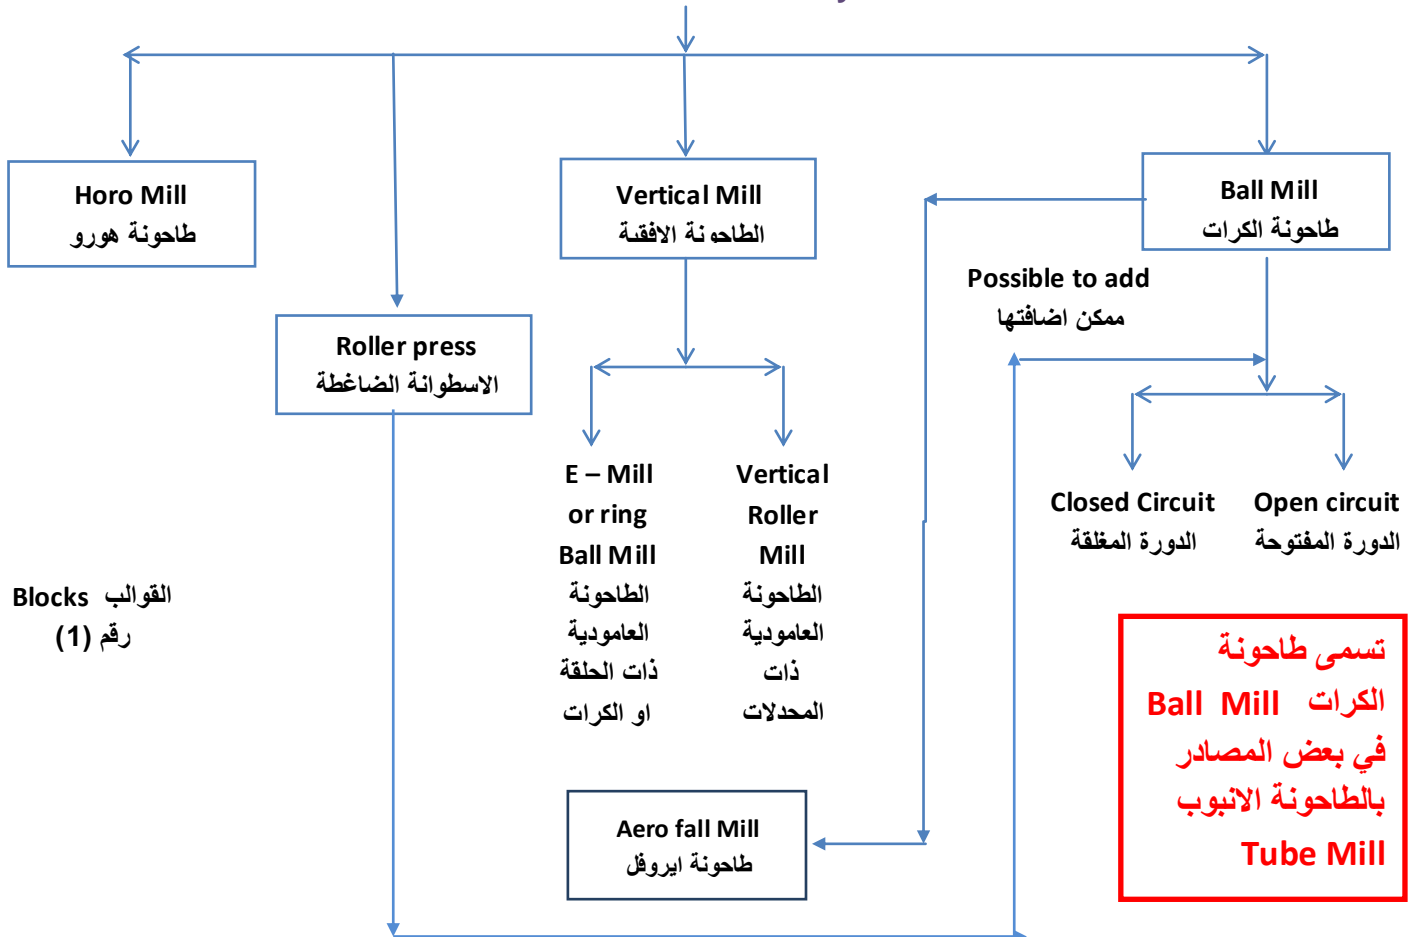 Horo Mill
طاحونة هورو
Vertical Mill
الطاحونة الافقية
Ball Mill
طاحونة الكرات
Possible to add
ممكن اضافتها
Roller press
الاسطوانة الضاغطة
E – Mill
or ring
Ball Mill
الطاحونة
العامودية
ذات الحلقة
او الكرات
Vertical
Roller
Mill
الطاحونة
العامودية
ذات
المحدلات
Closed Circuit
الدورة المغلقة
Open circuit
الدورة المفتوحة
القوالب Blocks
رقم (1)
تسمى طاحونة
الكرات Ball Mill
في بعض المصادر
بالطاحونة الانبوب
Tube Mill
Aero fall Mill
طاحونة ايروفل